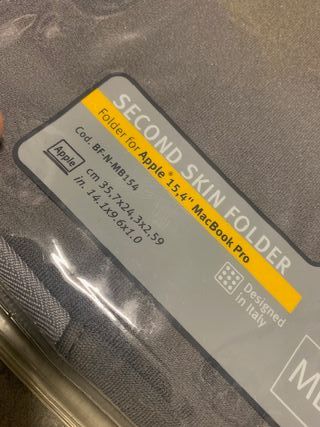 SECOND SKIN FOLDER
Folder for Apple® 15,4" MacBook Pro
Cod. BF-N-MB154
Apple
cm 35,7x24,3x2,59
in. 14.1x9.6x1.0
Designed
in Italy